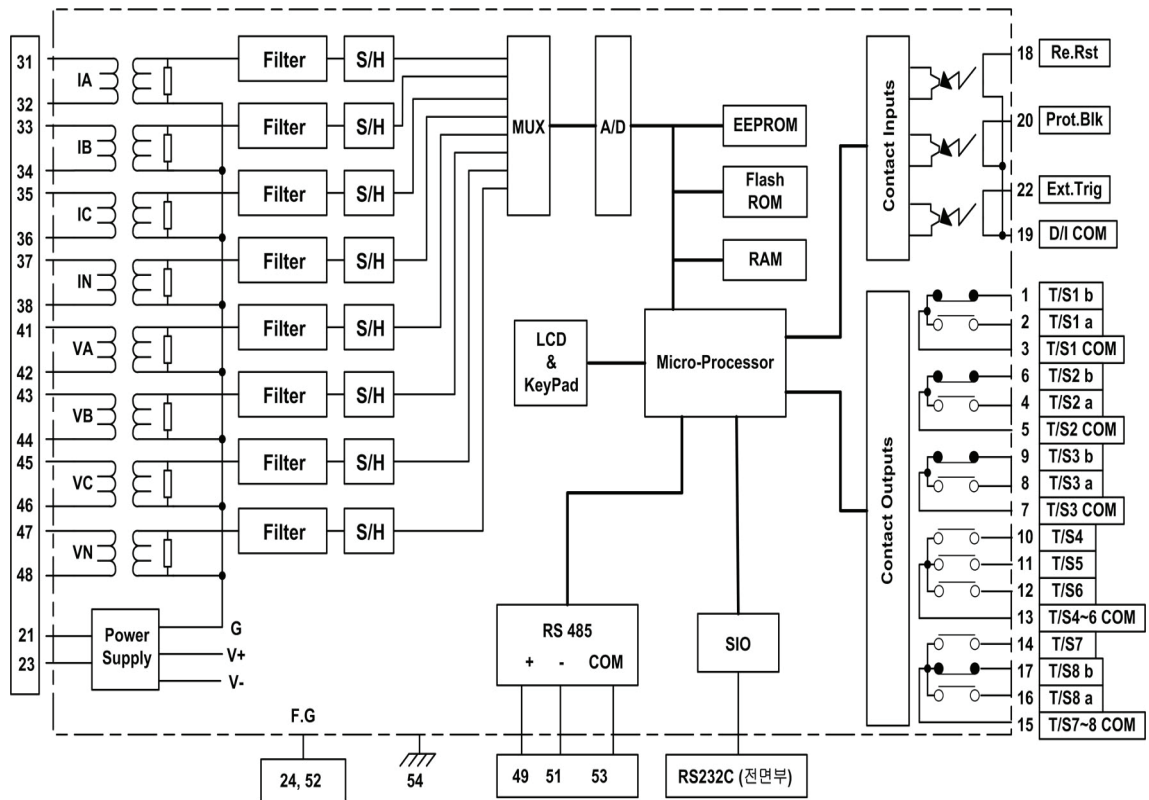 31
IA
32
Filter
S/H
33
IB
34
Filter
S/H
35
IC
36
Filter
S/H
37
IN
38
Filter
S/H
41
VA
42
Filter
S/H
43
VB
44
Filter
S/H
45
VC
46
Filter
S/H
47
VN
48
Filter
S/H
21
23
Power
Supply
G
V+
V-
MUX
A/D
EEPROM
Flash
ROM
RAM
LCD
&
KeyPad
Micro-Processor
RS 485
+ - COM
SIO
Contact Inputs
Contact Outputs
18 Re.Rst
20 Prot.Blk
22 Ext.Trig
19 D/I COM
1 T/S1 b
2 T/S1 a
3 T/S1 COM
6 T/S2 b
4 T/S2 a
5 T/S2 COM
9 T/S3 b
8 T/S3 a
7 T/S3 COM
10 T/S4
11 T/S5
12 T/S6
13 T/S4~6 COM
14 T/S7
17 T/S8 b
16 T/S8 a
15 T/S7~8 COM
F.G
24, 52
54
49 51 53
RS232C (전면부)